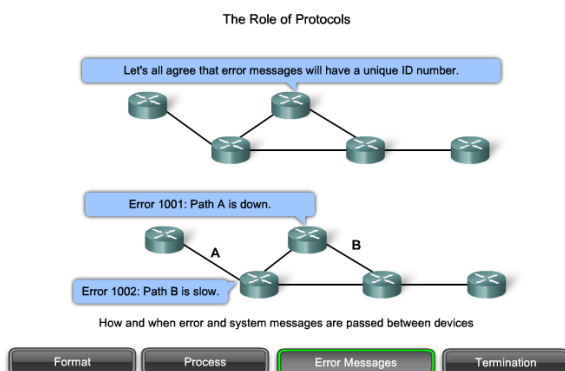 The Role of Protocols
Let's all agree that error messages will have a unique ID number.
Error 1001: Path A is down.
A
B
Error 1002: Path B is slow.
How and when error and system messages are passed between devices
Format
Process
Error Messages
Termination